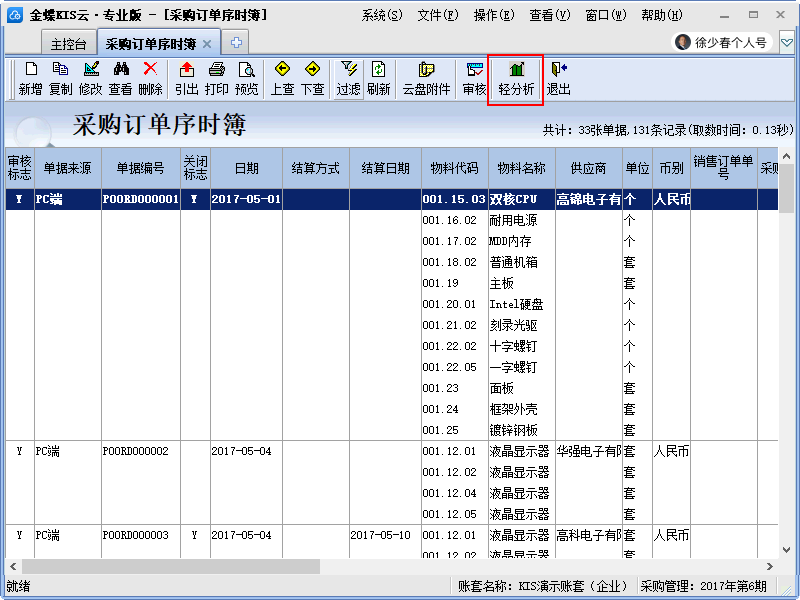 金蝶KIS云·专业版 - [采购订单序时簿] 系统(S) 文件(F) 操作(E) 查看(V) 窗口(W) 帮助(H)
主控台 采购订单序时簿 徐少春个人号
新增 复制 修改 查看 删除 引出 打印 预览 上查 下查 过滤 刷新 云盘附件 审核 轻分析 退出
采购订单序时簿
共计：33张单据,131条记录(取数时间：0.13秒)
审核标志 单据来源 单据编号 关闭标志 日期 结算方式 结算日期 物料代码 物料名称 供应商 单位 币别 销售订单单号 采购
Y PC端 POORD000001 Y 2017-05-01 001.15.03 双核CPU 高锦电子有 个 人民币
001.16.02 耐用电源 个
001.17.02 MDD内存 个
001.18.02 普通机箱 套
001.19 主板 套
001.20.01 Intel硬盘 个
001.21.02 刻录光驱 个
001.22.02 十字螺钉 个
001.22.05 一字螺钉 个
001.23 面板 套
001.24 框架外壳 套
001.25 镀锌钢板 套
Y PC端 POORD000002 2017-05-04 001.12.01 液晶显示器 华强电子有限 套 人民币
001.12.02 液晶显示器 套
001.12.04 液晶显示器 套
001.12.05 液晶显示器 套
Y PC端 POORD000003 Y 2017-05-04 2017-05-10 001.12.01 液晶显示器 高科电子有限 套 人民币
001.12.02 液晶显示器 套
就绪 账套名称：KIS演示账套（企业） 采购管理：2017年第6期